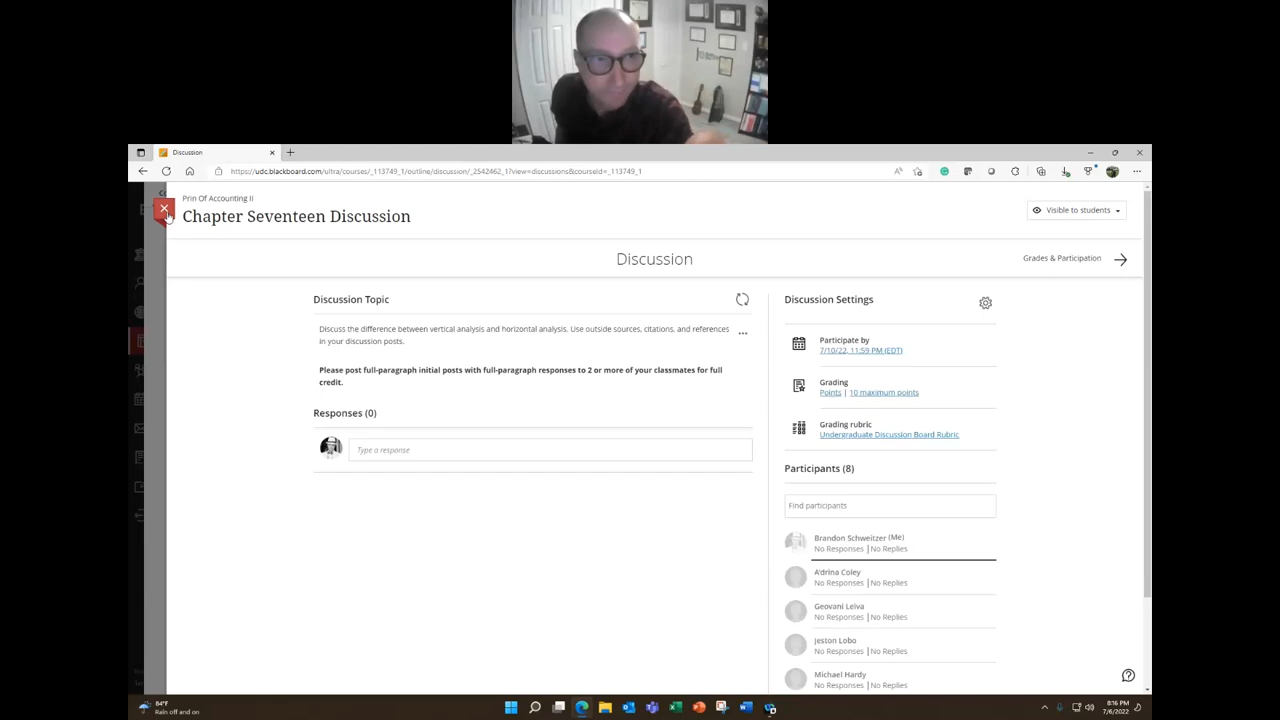 Discussion
https://udc.blackboard.com/ultra/courses/_113749_1/outline/discussion/_2542462_1?view=discussions&courseId=_113749_1
Prin Of Accounting II
Chapter Seventeen Discussion
Visible to students
Discussion
Grades & Participation
Discussion Topic
Discuss the difference between vertical analysis and horizontal analysis. Use outside sources, citations, and references
in your discussion posts.
Please post full-paragraph initial posts with full-paragraph responses to 2 or more of your classmates for full
credit.
Responses (0)
Type a response
Discussion Settings
Participate by
7/10/22, 11:59 PM (EDT)
Grading
Points | 10 maximum points
Grading rubric
Undergraduate Discussion Board Rubric
Participants (8)
Find participants
Brandon Schweitzer (Me)
No Responses | No Replies
A'drina Coley
No Responses | No Replies
Geovani Leiva
No Responses | No Replies
Jeston Lobo
No Responses | No Replies
Michael Hardy
No Responses | No Replies
84°F
Rain off and on
8:16 PM
7/6/2022